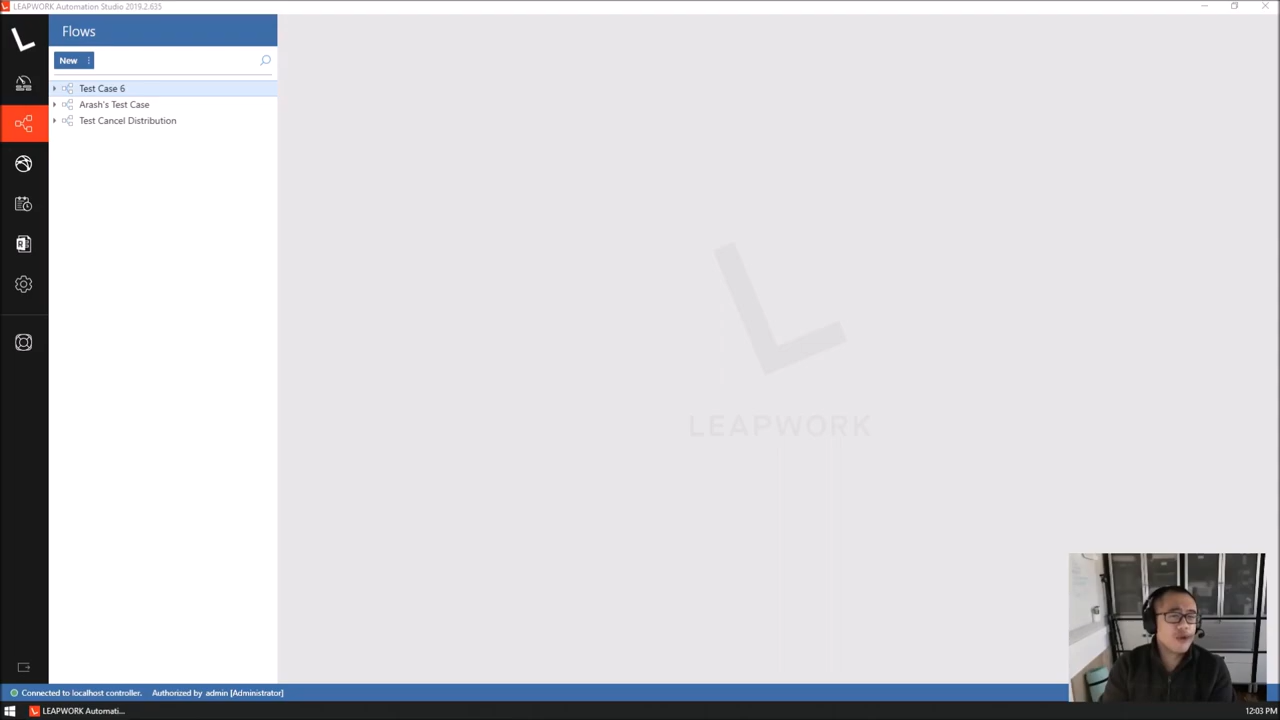 LEAPWORK Automation Studio 2019.2.635
Flows
New
Test Case 6
Arash's Test Case
Test Cancel Distribution
LEAPWORK
Connected to localhost controller. Authorized by admin [Administrator]
LEAPWORK Automati...
12:03 PM